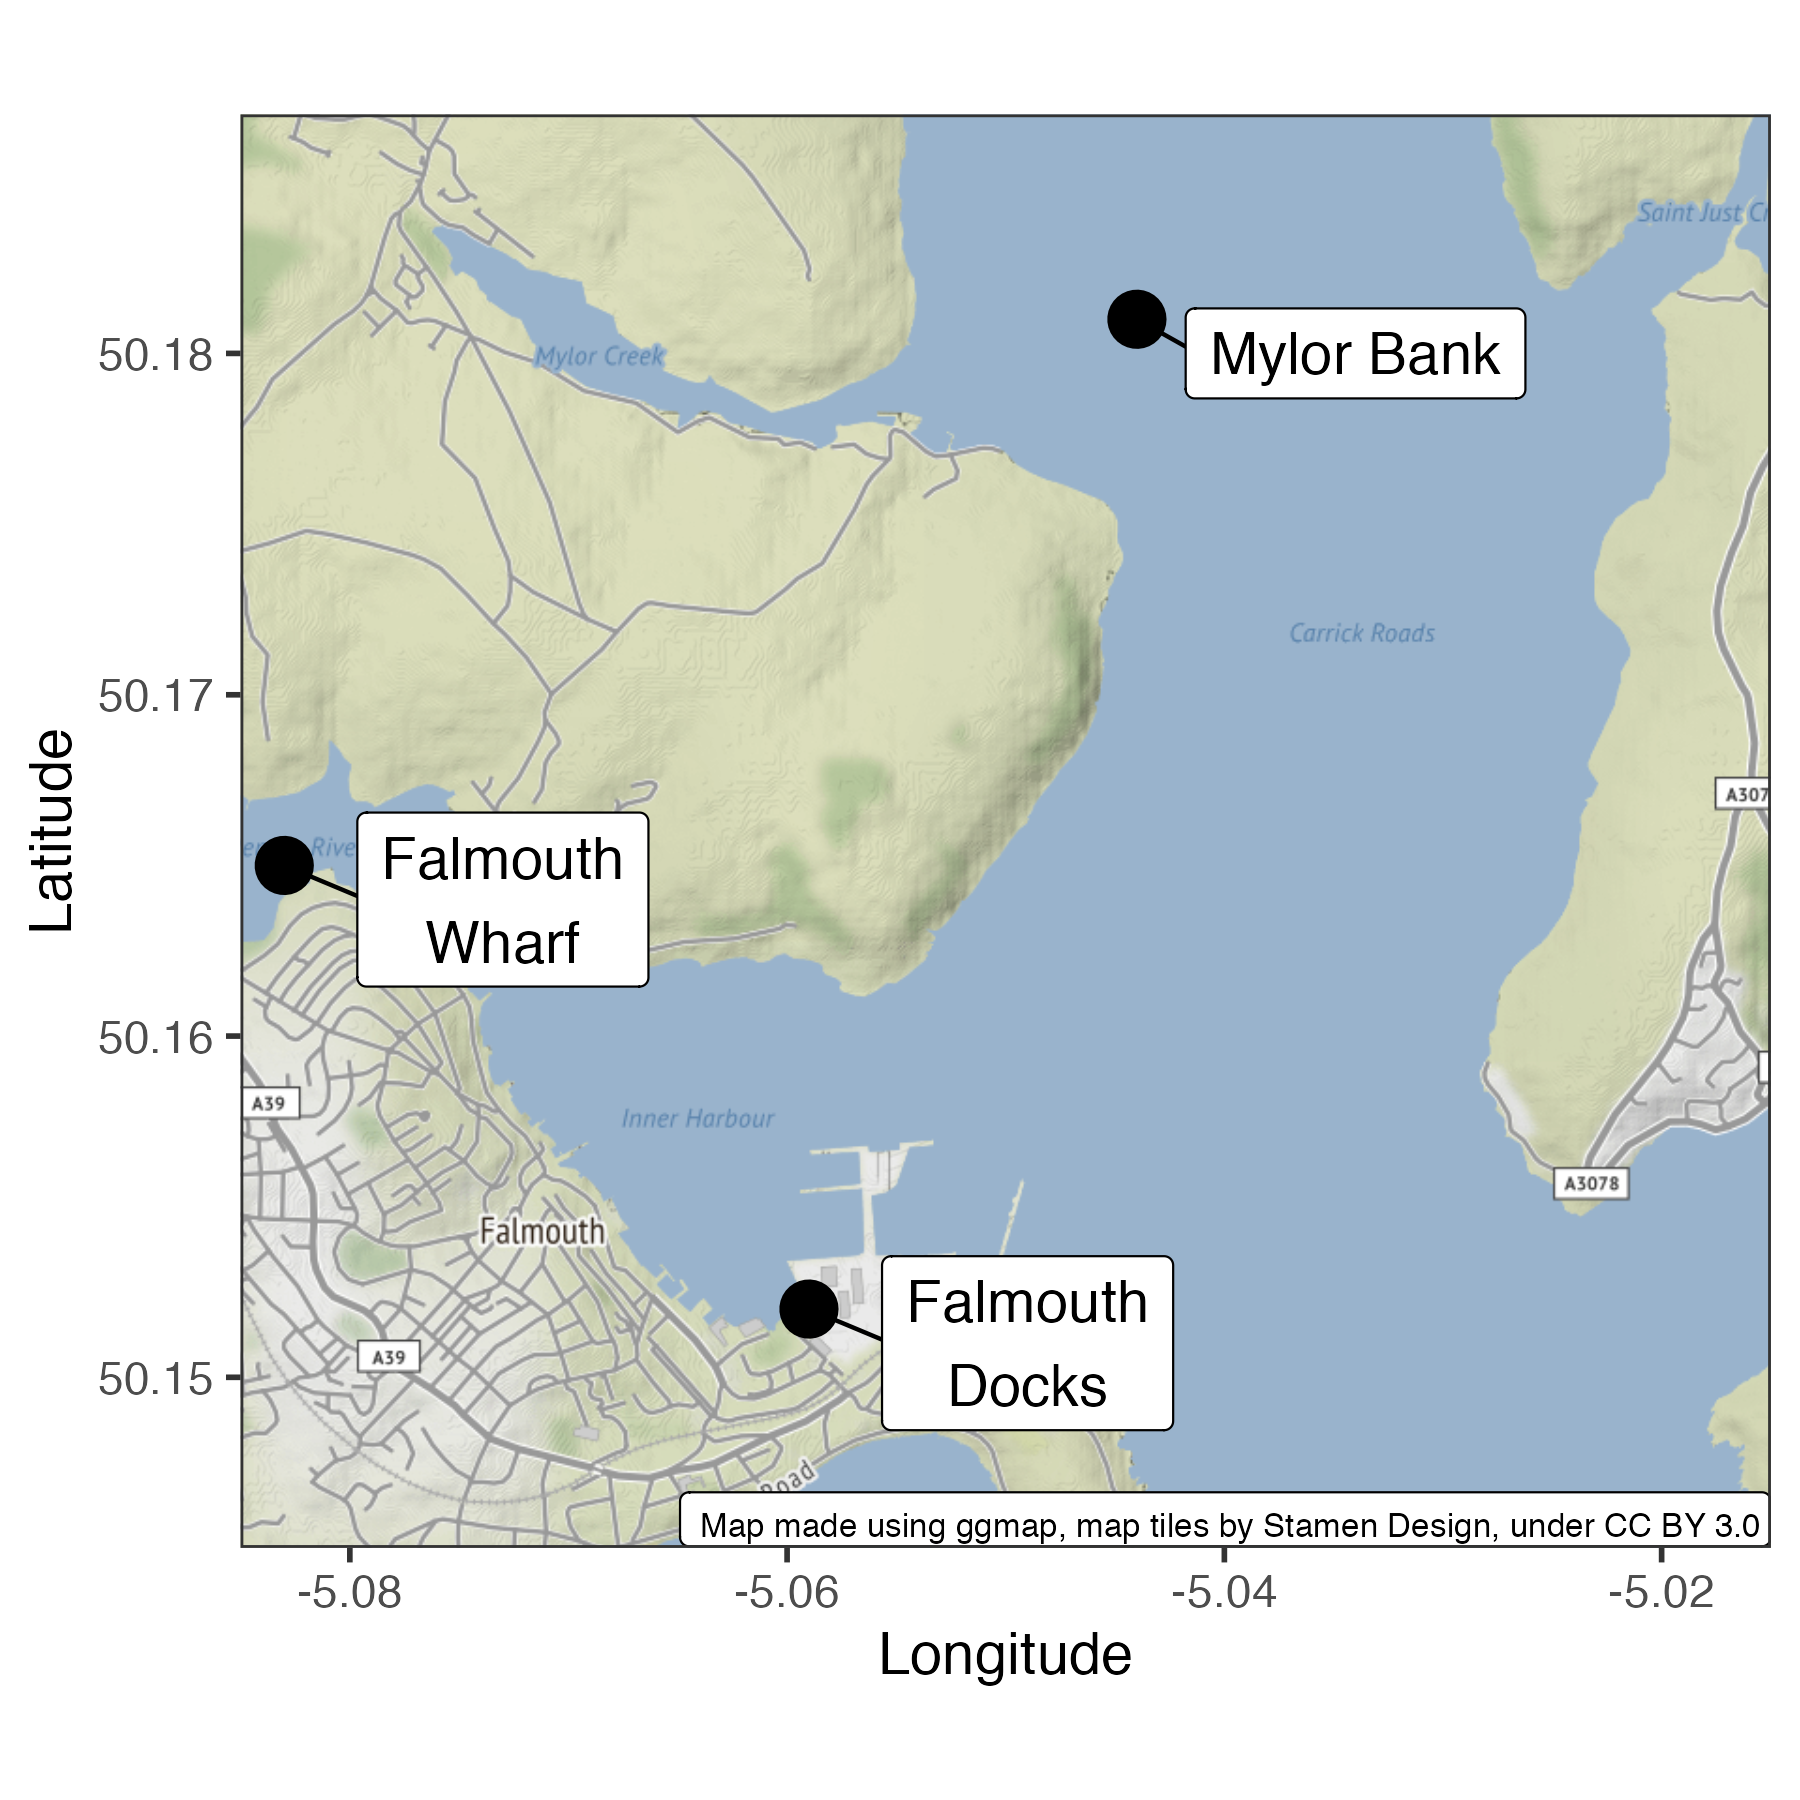 Saint Just
50.18
Mylor Creek
Mylor Bank
Carrick Roads
50.17
A307
River
Falmouth
Wharf
Latitude
50.16
A39
Inner Harbour
A3078
Falmouth
Falmouth
Docks
A39
50.15
Road
Map made using ggmap, map tiles by Stamen Design, under CC BY 3.0
-5.08
-5.06
-5.04
-5.02
Longitude